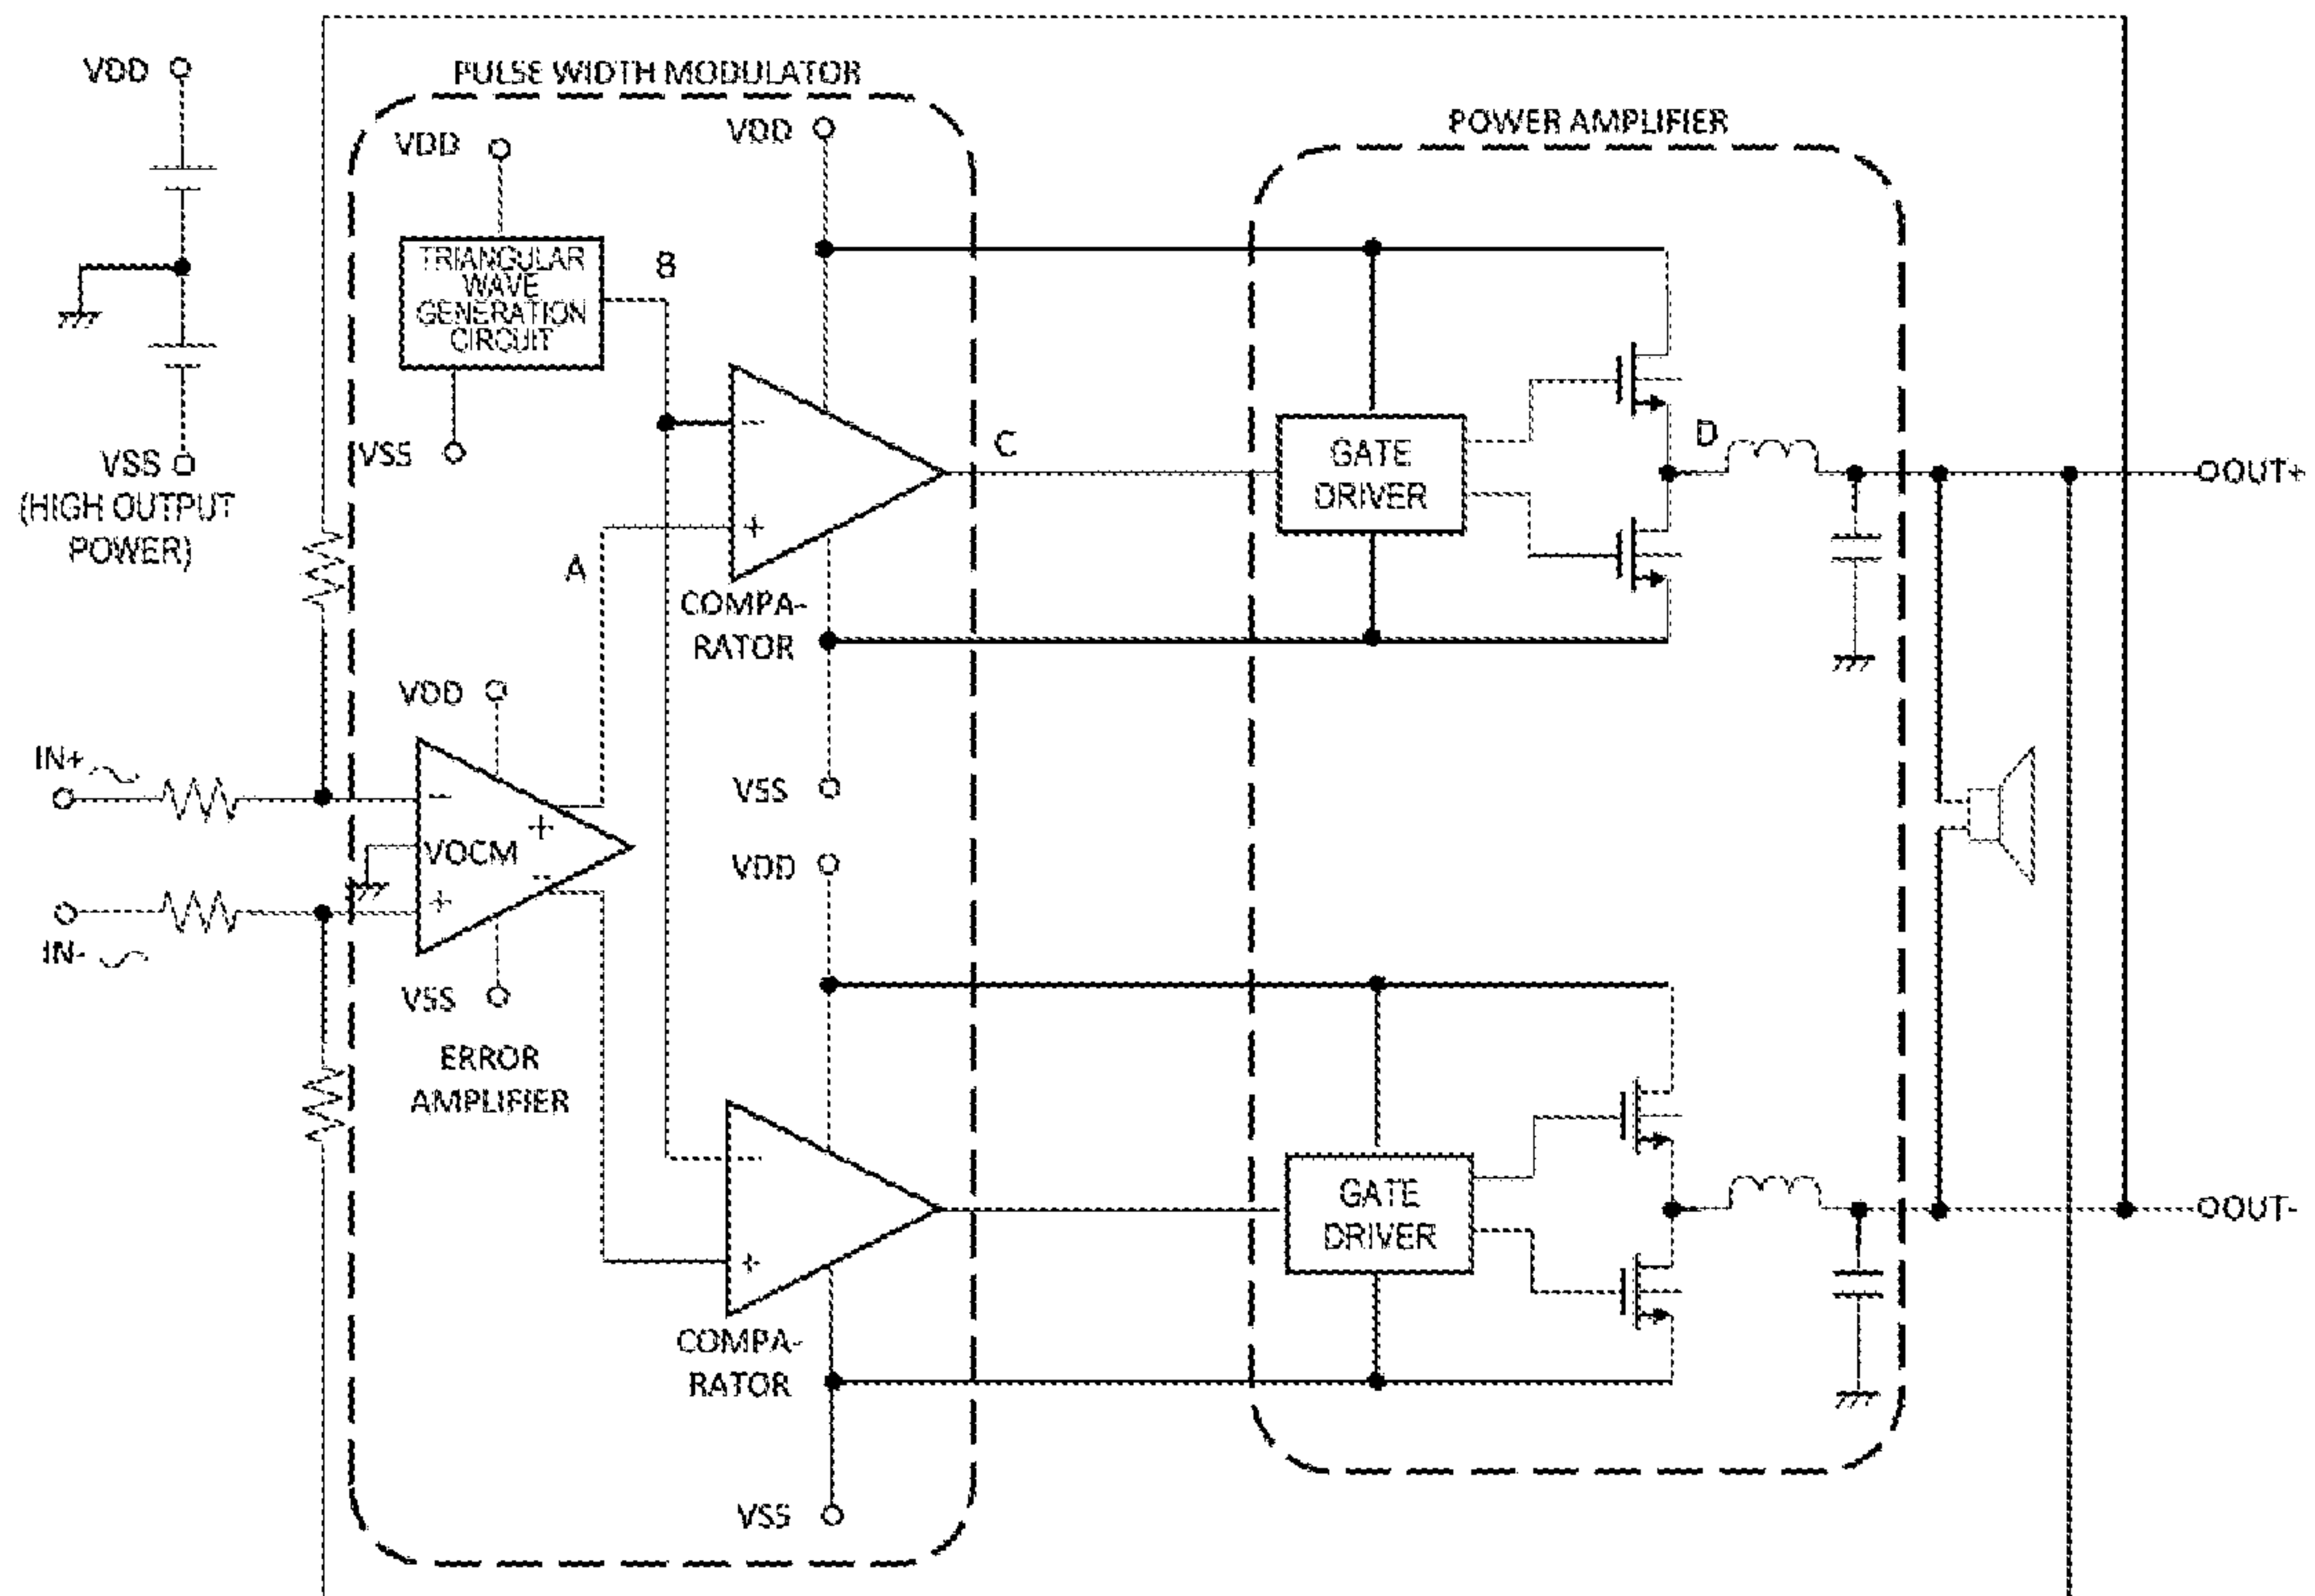 PULSE WIDTH MODULATOR
POWER AMPLIFIER
VDD
VSS
(HIGH OUTPUT
POWER)
VDD
TRIANGULAR
WAVE
GENERATION
CIRCUIT
VSS
B
VDD
-
+
COMPA-
RATOR
VSS
A
C
GATE
DRIVER
D
OUT+
IN+
IN-
VDD
-
VOCM
+
+
-
VSS
ERROR
AMPLIFIER
VDD
-
+
COMPA-
RATOR
VSS
GATE
DRIVER
OUT-